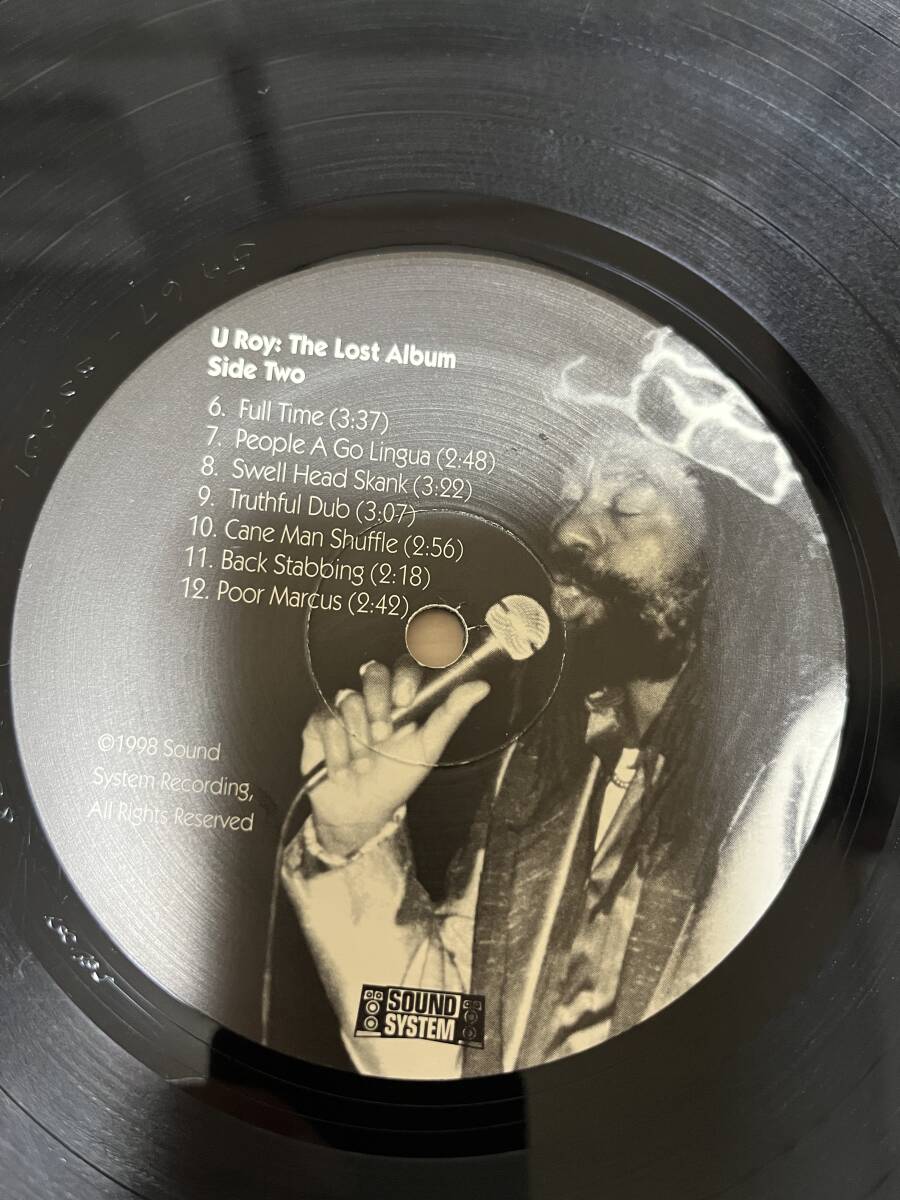 U Roy: The Lost Album
Side Two
6. Full Time (3:37)
7. People A Go Lingua (2:48)
8. Swell Head Skank (3:22)
9. Truthful Dub (3:07)
10. Cane Man Shuffle (2:56)
11. Back Stabbing (2:18)
12. Poor Marcus (2:42)
©1998 Sound
System Recording,
All Rights Reserved
SOUND
SYSTEM